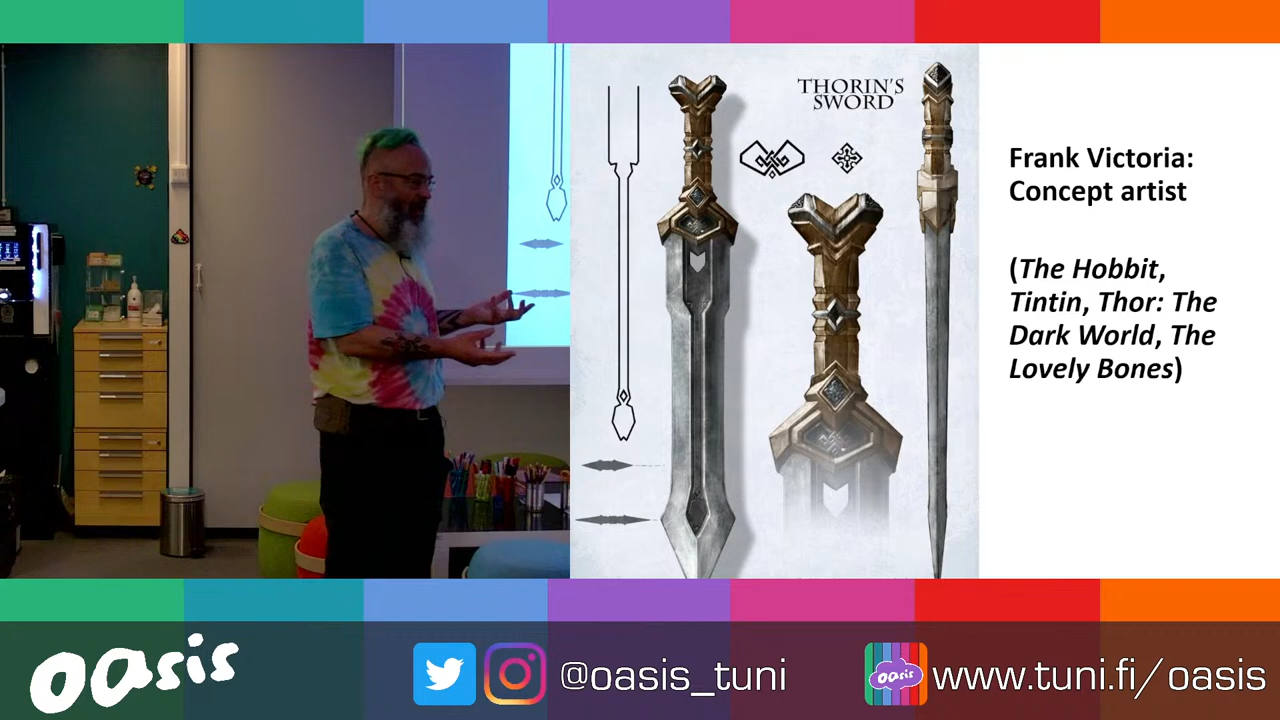 THORIN'S
SWORD
Frank Victoria:
Concept artist
(The Hobbit,
Tintin, Thor: The
Dark World, The
Lovely Bones)
oasis
@oasis_tuni
oasis
www.tuni.fi/oasis